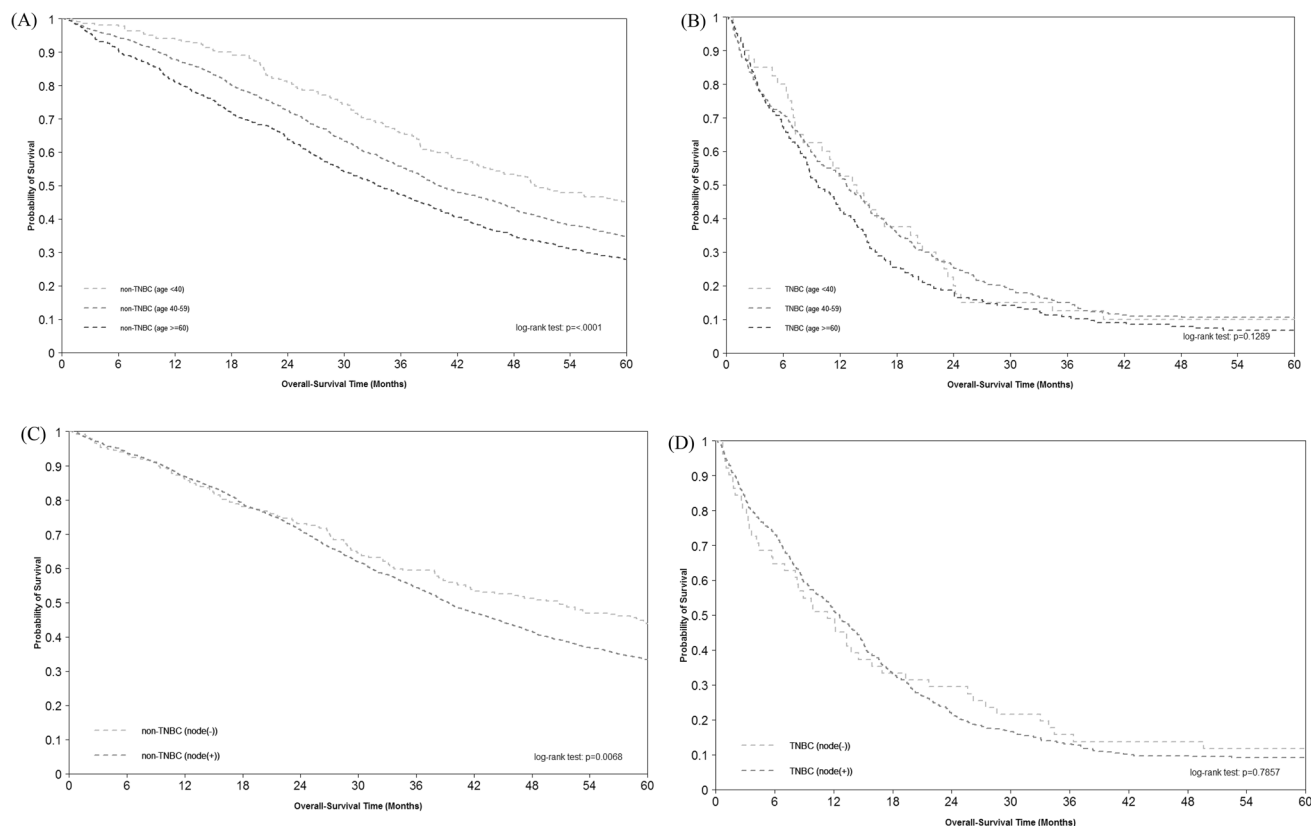 (A)
1
0.9
0.8
0.7
0.6
0.5
0.4
0.3
0.2
0.1
0
Probability of Survival
non-TNBC (age <40)
non-TNBC (age 40-59)
non-TNBC (age >=60)
log-rank test: p=<.0001
0 6 12 18 24 30 36 42 48 54 60
Overall-Survival Time (Months)
(B)
1
0.9
0.8
0.7
0.6
0.5
0.4
0.3
0.2
0.1
0
Probability of Survival
TNBC (age <40)
TNBC (age 40-59)
TNBC (age >=60)
log-rank test: p=0.1289
0 6 12 18 24 30 36 42 48 54 60
Overall-Survival Time (Months)
(C)
1
0.9
0.8
0.7
0.6
0.5
0.4
0.3
0.2
0.1
0
Probability of Survival
non-TNBC (node(-))
non-TNBC (node(+))
log-rank test: p=0.0068
0 6 12 18 24 30 36 42 48 54 60
Overall-Survival Time (Months)
(D)
1
0.9
0.8
0.7
0.6
0.5
0.4
0.3
0.2
0.1
0
Probability of Survival
TNBC (node(-))
TNBC (node(+))
log-rank test: p=0.7857
0 6 12 18 24 30 36 42 48 54 60
Overall-Survival Time (Months)